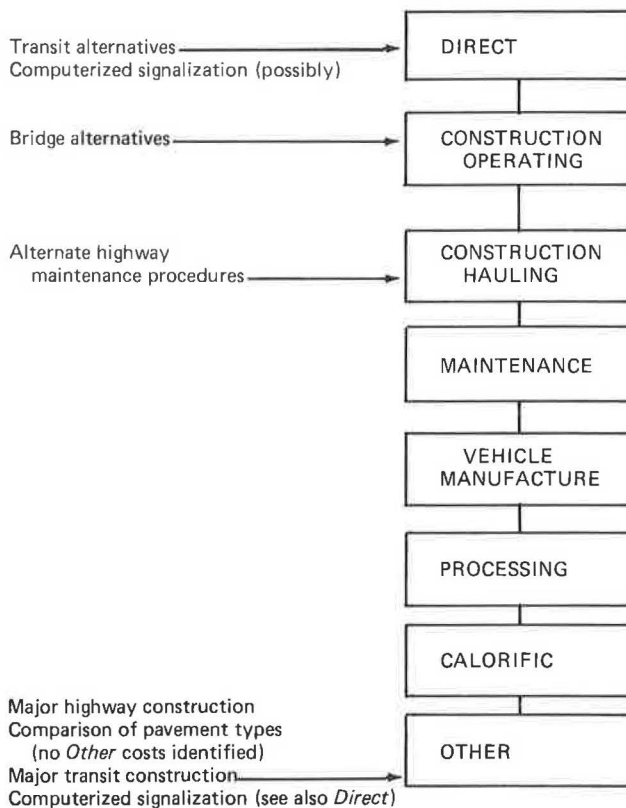 Transit alternatives
Computerized signalization (possibly)
DIRECT
Bridge alternatives
CONSTRUCTION
OPERATING
Alternate highway
maintenance procedures
CONSTRUCTION
HAULING
MAINTENANCE
VEHICLE
MANUFACTURE
PROCESSING
CALORIFIC
Major highway construction
Comparison of pavement types
(no Other costs identified)
Major transit construction
Computerized signalization (see also Direct)
OTHER